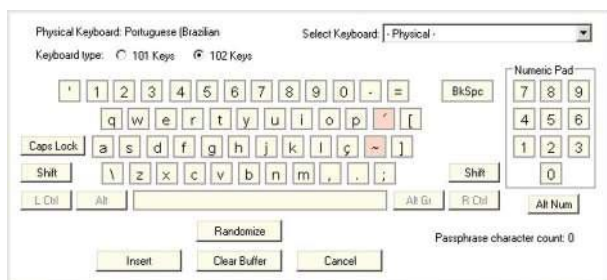 Physical Keyboard: Portuguese (Brazilian
Select Keyboard: - Physical -
Keyboard type: 101 Keys 102 Keys
Numeric Pad
' 1 2 3 4 5 6 7 8 9 0 - = BkSpc 7 8 9
q w e r t y u i o p ´ [ 4 5 6
Caps Lock a s d f g h j k l ç ~ ] 1 2 3
Shift \ z x c v b n m , . ; Shift 0
L Ctrl Alt Alt Gr R Ctrl Alt Num
Randomize
Passphrase character count: 0
Insert Clear Buffer Cancel